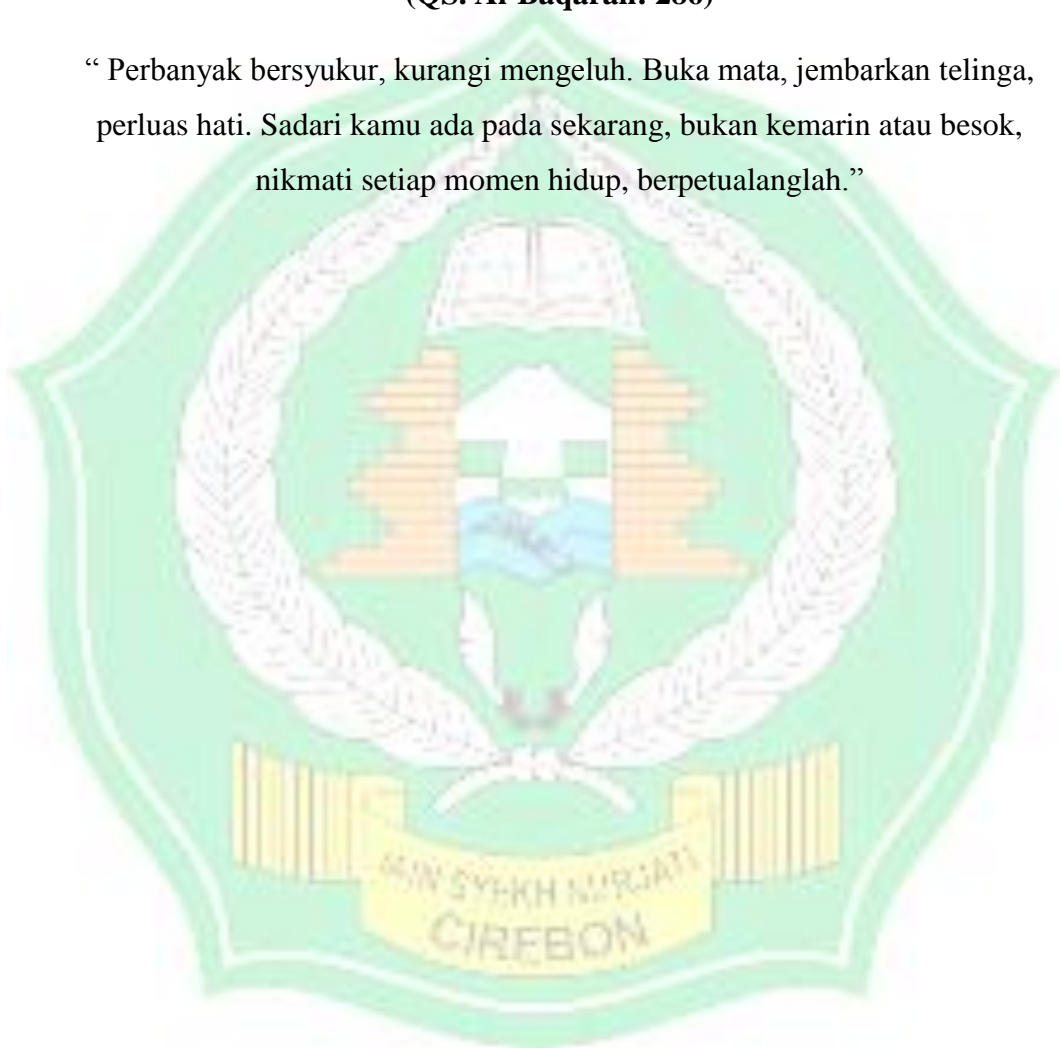 (QS. Al-Baqarah: 286)
“ Perbanyak bersyukur, kurangi mengeluh. Buka mata, jembarkan telinga,
perluas hati. Sadari kamu ada pada sekarang, bukan kemarin atau besok,
nikmati setiap momen hidup, berpetualanglah.”
IAIN SYEKH NURJATI
CIREBON